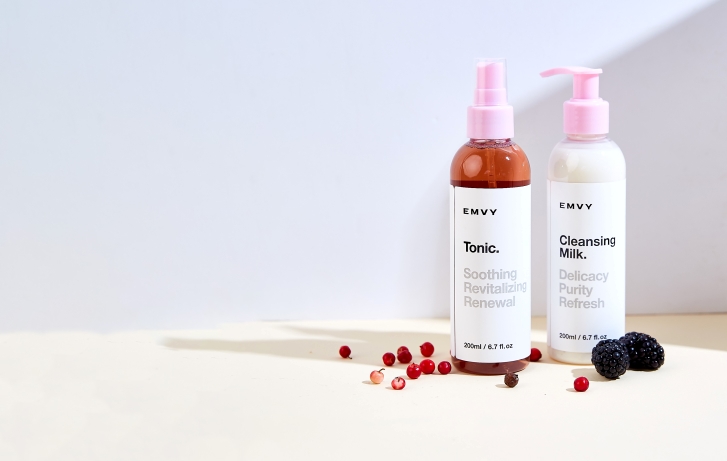 EMVY
Tonic.
Soothing
Revitalizing
Renewal
200ml / 6.7 fl.oz
EMVY
Cleansing
Milk.
Delicacy
Purity
Refresh
200ml / 6.7 fl.oz